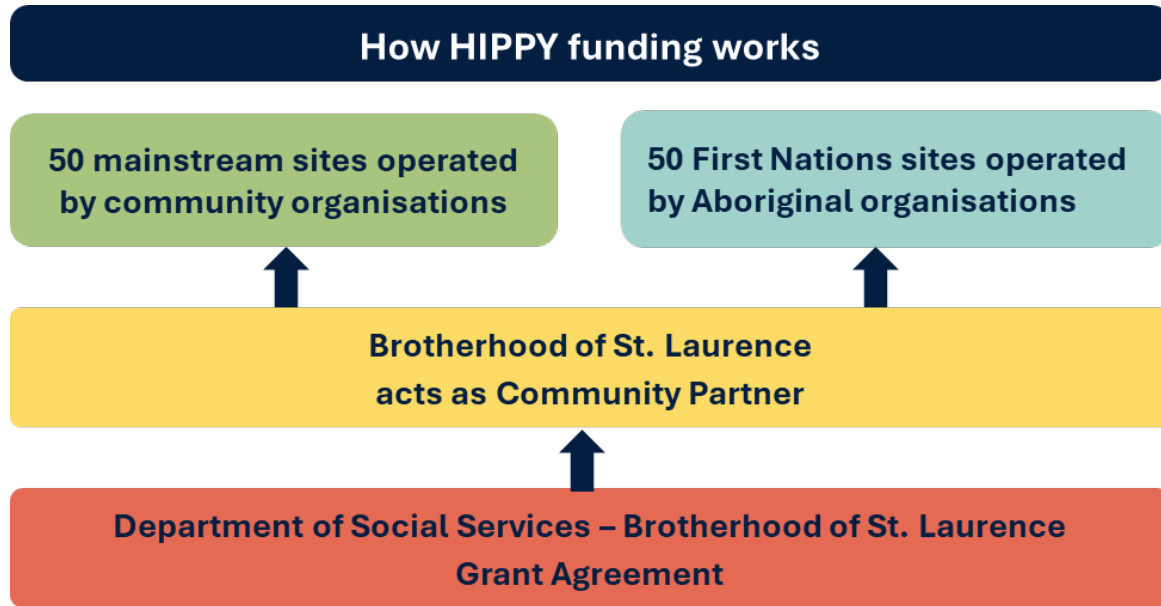 How HIPPY funding works
50 mainstream sites operated
by community organisations
50 First Nations sites operated
by Aboriginal organisations
Brotherhood of St. Laurence
acts as Community Partner
Department of Social Services – Brotherhood of St. Laurence
Grant Agreement